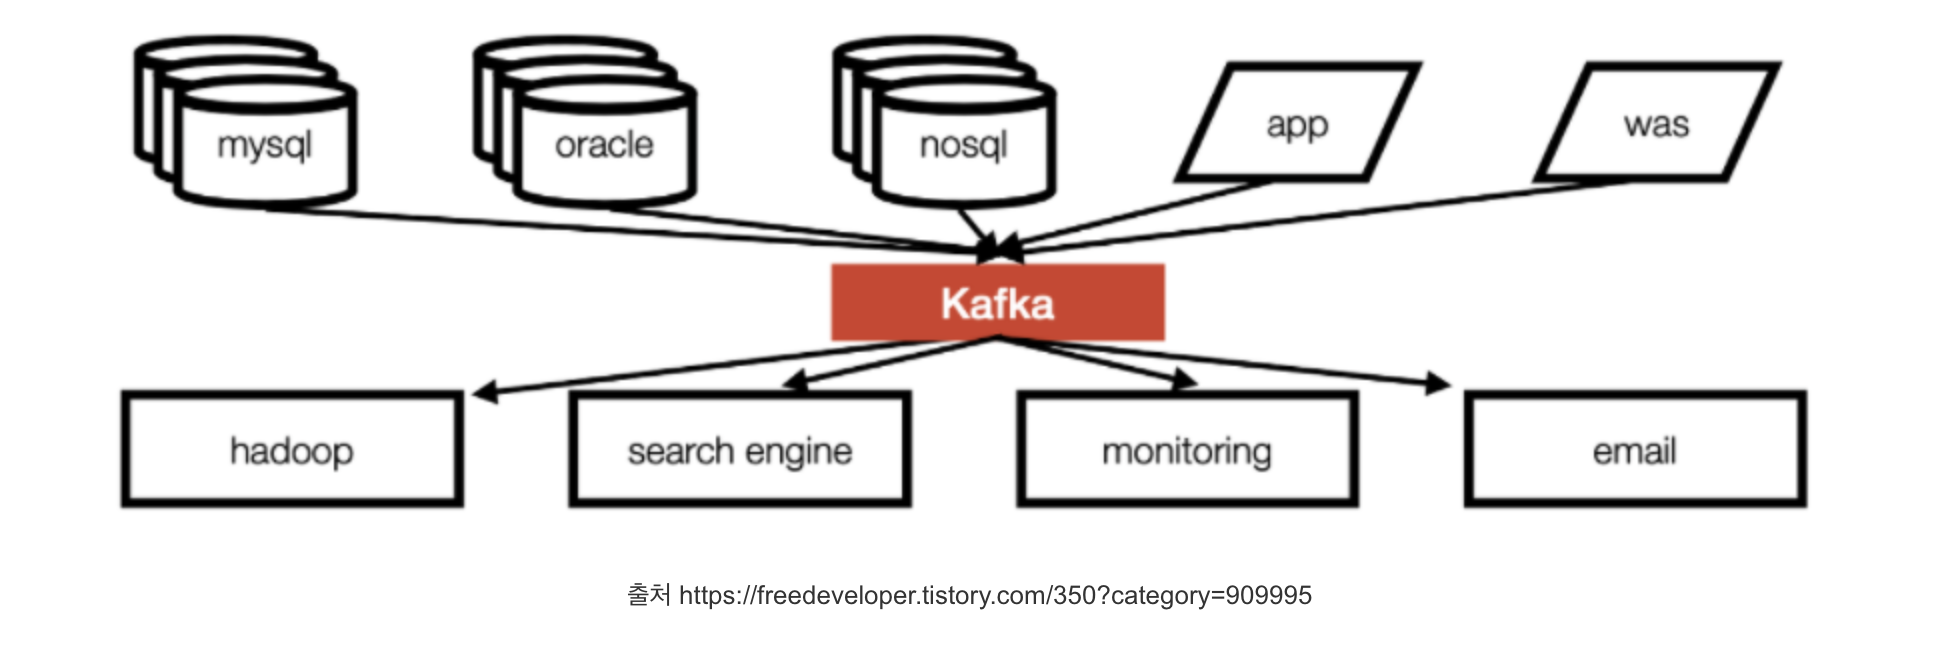 mysql
oracle
nosql
app
was
Kafka
hadoop
search engine
monitoring
email
출처 https://freedeveloper.tistory.com/350?category=909995